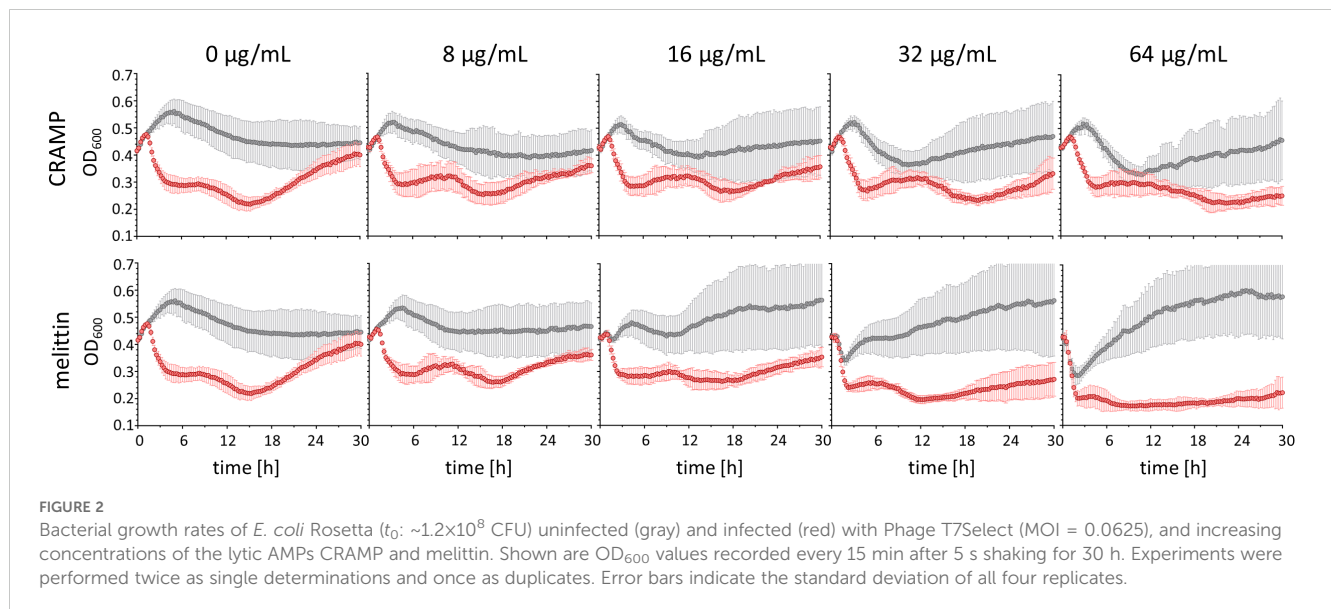 0 µg/mL 8 µg/mL 16 µg/mL 32 µg/mL 64 µg/mL
CRAMP
OD600
0.7
0.6
0.5
0.4
0.3
0.2
0.1
melittin
OD600
0.7
0.6
0.5
0.4
0.3
0.2
0.1
0 6 12 18 24 30 6 12 18 24 30 6 12 18 24 30 6 12 18 24 30 6 12 18 24 30
time [h] time [h] time [h] time [h] time [h]
FIGURE 2
Bacterial growth rates of E. coli Rosetta (t0: ~1.2×10⁸ CFU) uninfected (gray) and infected (red) with Phage T7Select (MOI = 0.0625), and increasing
concentrations of the lytic AMPs CRAMP and melittin. Shown are OD600 values recorded every 15 min after 5 s shaking for 30 h. Experiments were
performed twice as single determinations and once as duplicates. Error bars indicate the standard deviation of all four replicates.